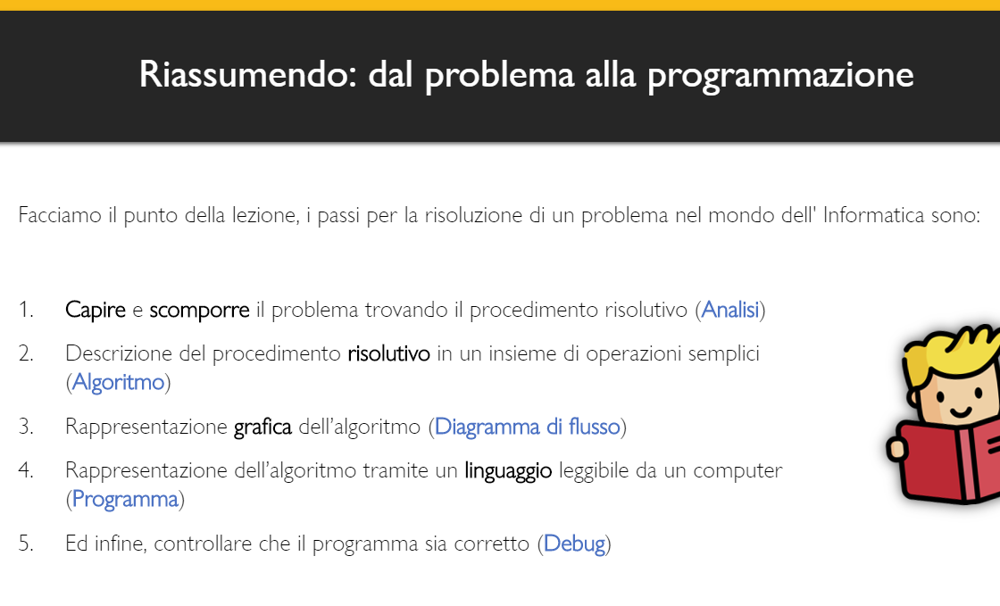 Riassumendo: dal problema alla programmazione
Facciamo il punto della lezione, i passi per la risoluzione di un problema nel mondo dell' Informatica sono:
1. Capire e scomporre il problema trovando il procedimento risolutivo (Analisi)
2. Descrizione del procedimento risolutivo in un insieme di operazioni semplici
(Algoritmo)
3. Rappresentazione grafica dell’algoritmo (Diagramma di flusso)
4. Rappresentazione dell’algoritmo tramite un linguaggio leggibile da un computer
(Programma)
5. Ed infine, controllare che il programma sia corretto (Debug)